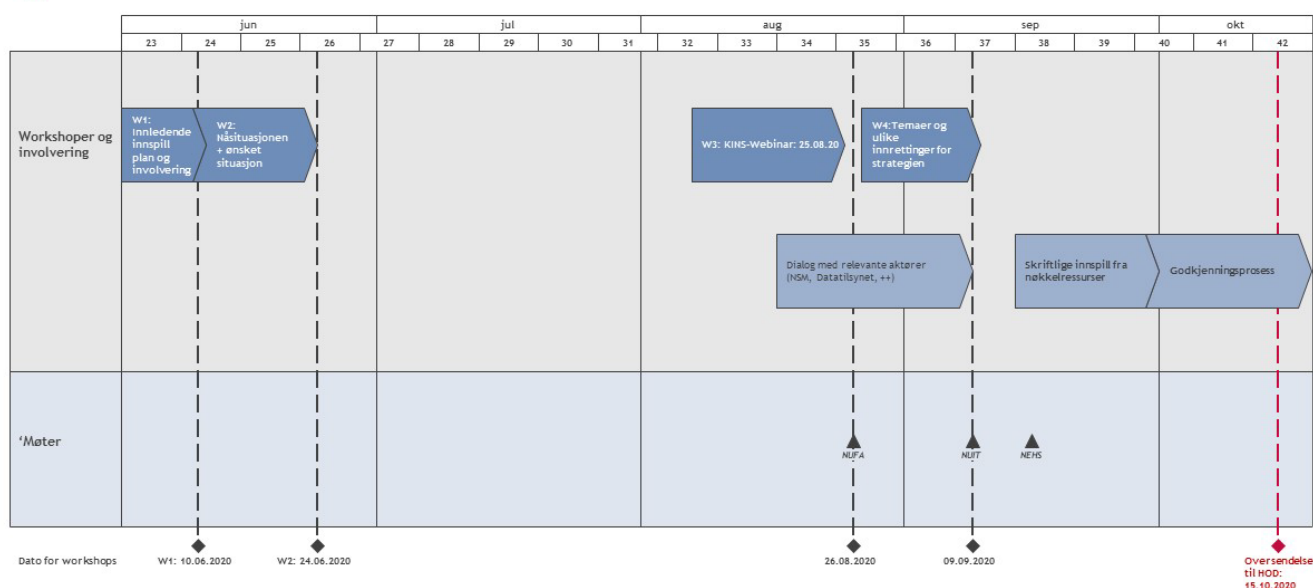 jun
jul
aug
sep
okt
23
24
25
26
27
28
29
30
31
32
33
34
35
36
37
38
39
40
41
42
Workshoper og
involvering
W1:
Innledende
innspill
plan og
involvering
W2:
Nåsituasjonen
+ ønsket
situasjon
W3: KINS-Webinar: 25.08.20
W4:Temaer og
ulike
innrettinger for
strategien
Dialog med relevante aktører
(NSM, Datatilsynet, ++)
Skriftlige innspill fra
nøkkelressurser
Godkjenningsprosess
‘Møter
NUFA
NUIT
NEHS
Dato for workshops
W1: 10.06.2020
W2: 24.06.2020
26.08.2020
09.09.2020
Oversendelse
til HOD:
15.10.2020